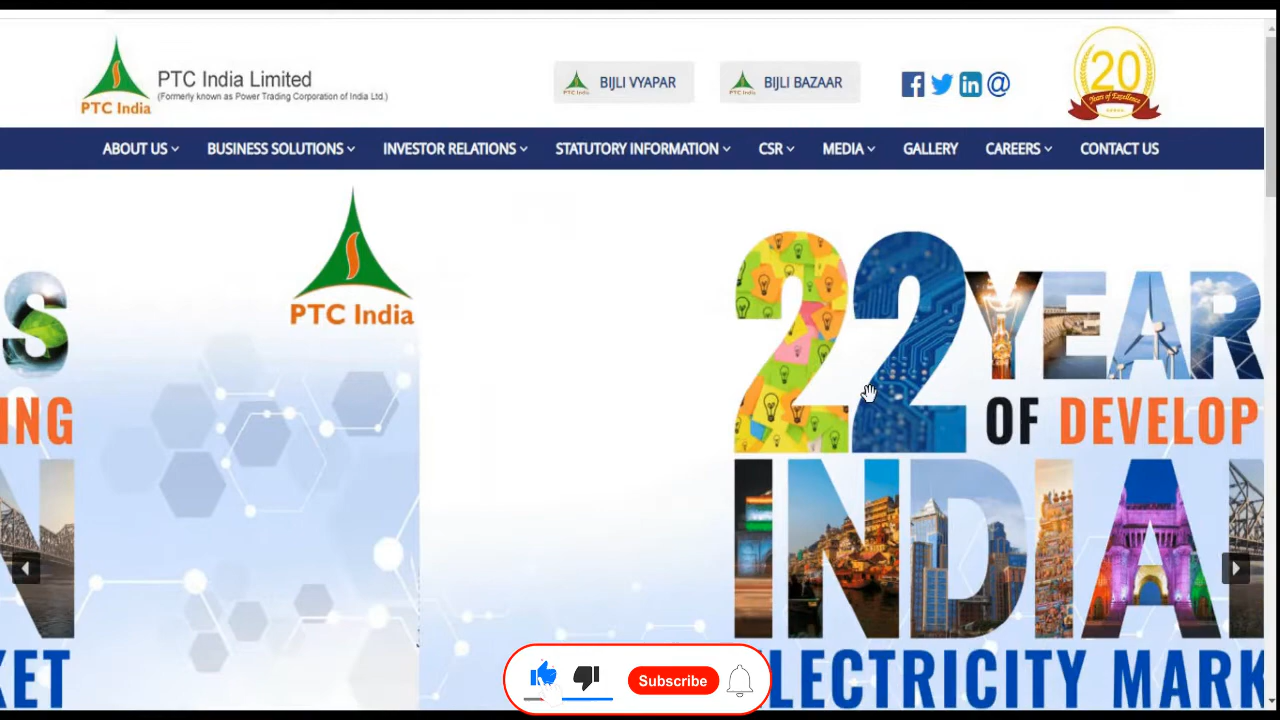 PTC India
PTC India Limited
(Formerly known as Power Trading Corporation of India Ltd.)
BIJLI VYAPAR
BIJLI BAZAAR
20
Years of Excellence
ABOUT US
BUSINESS SOLUTIONS
INVESTOR RELATIONS
STATUTORY INFORMATION
CSR
MEDIA
GALLERY
CAREERS
CONTACT US
S
ING
N
KET
PTC India
22 YEAR
OF DEVELOP
INDIAN
ELECTRICITY MARK
Subscribe